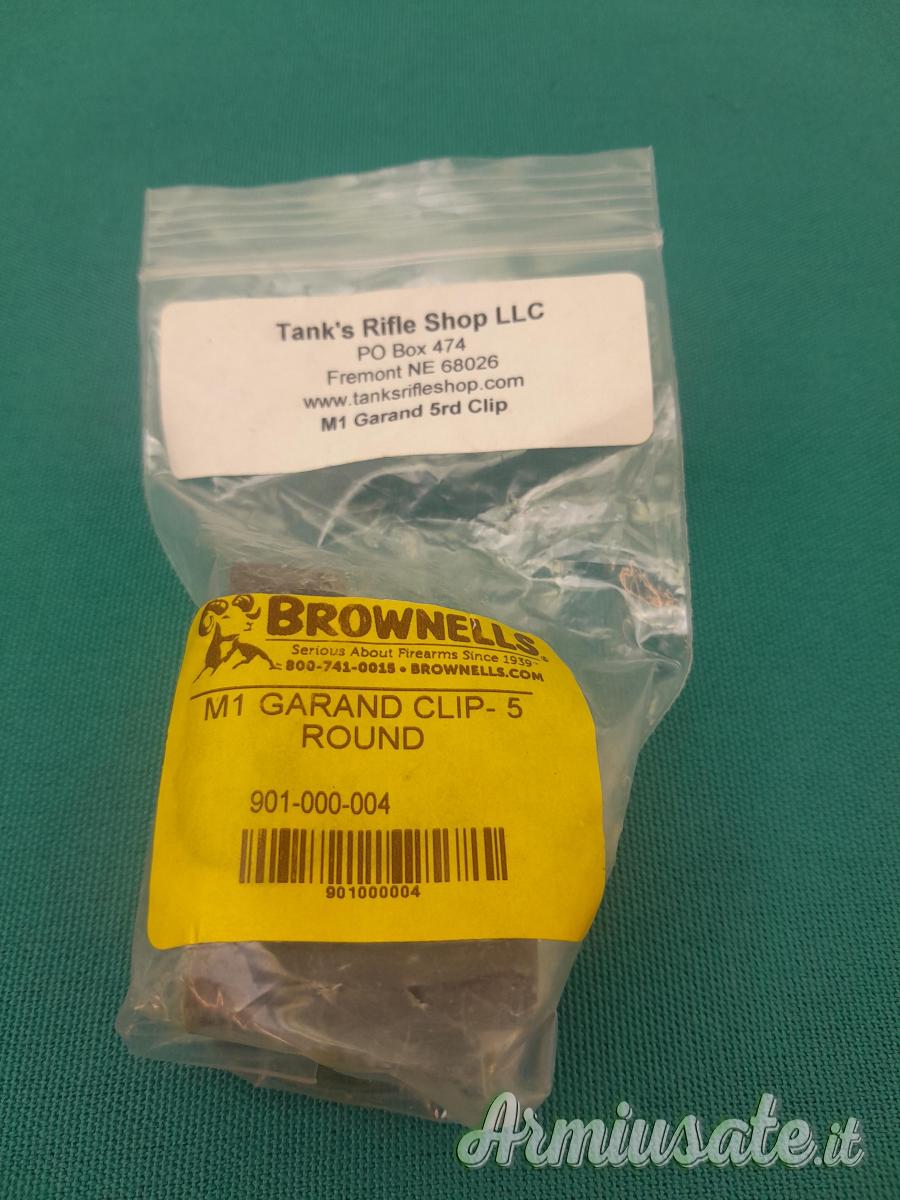 Tank's Rifle Shop LLC
PO Box 474
Fremont NE 68026
www.tanksrifleshop.com
M1 Garand 5rd Clip
BROWNELLS
Serious About Firearms Since 1939™
800-741-0015 • BROWNELLS.COM
M1 GARAND CLIP- 5
ROUND
901-000-004
901000004
Armiusate.it